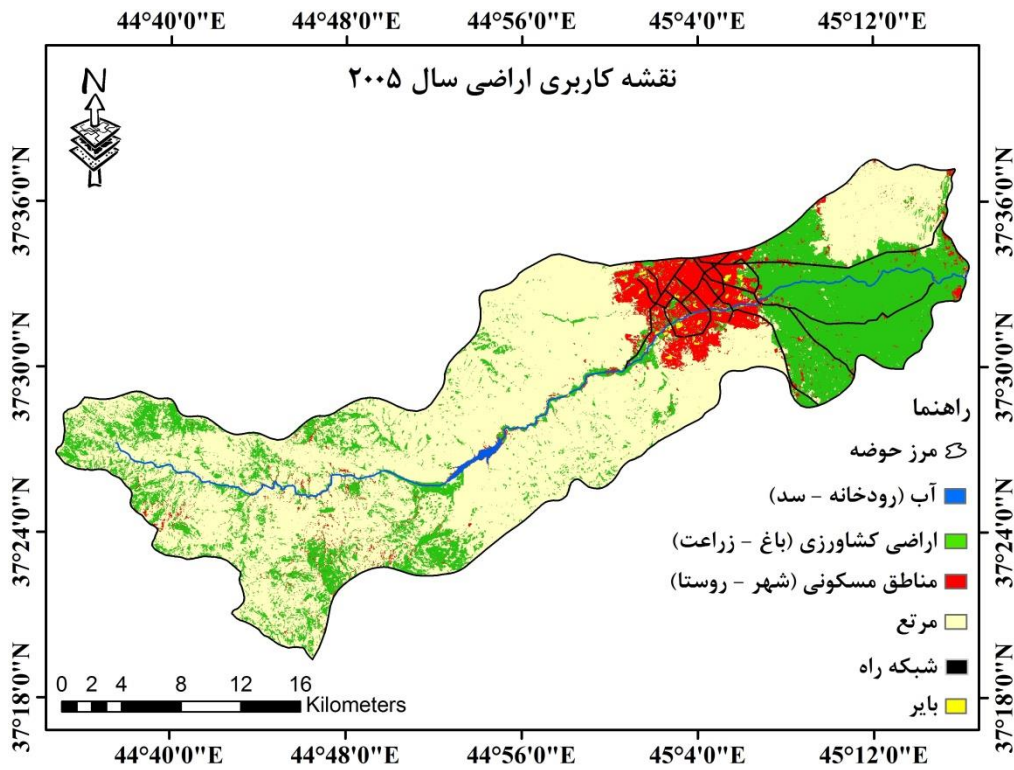 44°40'0"E 44°48'0"E 44°56'0"E 45°4'0"E 45°12'0"E
نقشه کاربری اراضی سال ۲۰۰۵
N
37°36'0"N 37°36'0"N
37°30'0"N 37°30'0"N
37°24'0"N 37°24'0"N
37°18'0"N 37°18'0"N
راهنما
مرز حوضه
آب (رودخانه - سد)
اراضی کشاورزی (باغ - زراعت)
مناطق مسکونی (شهر - روستا)
مرتع
شبکه راه
بایر
0 2 4 8 12 16
Kilometers
44°40'0"E 44°48'0"E 44°56'0"E 45°4'0"E 45°12'0"E